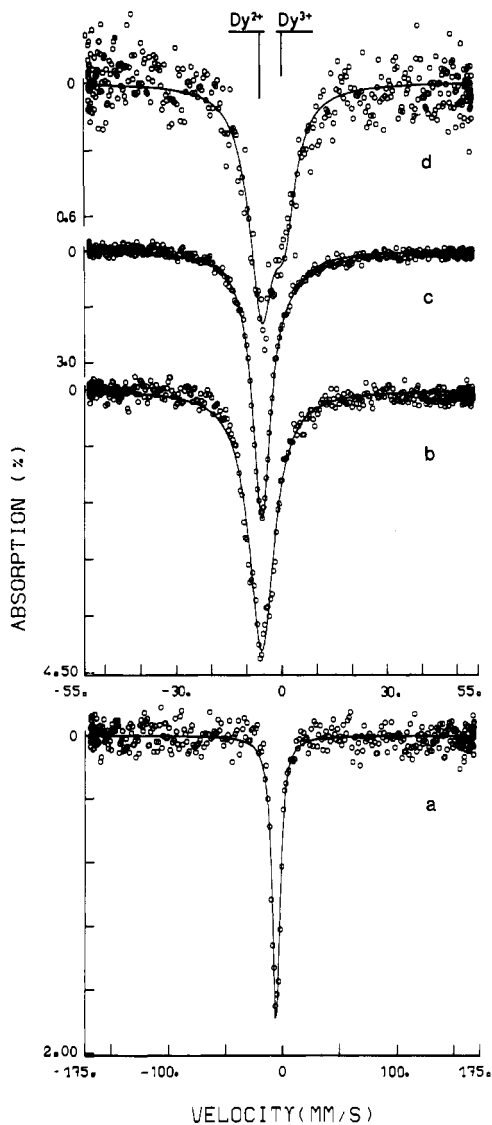 Dy2+ Dy3+
0
d
0.6
0
c
3.0
0
b
ABSORPTION (%)
4.50
-55. -30. 0 30. 55.
0
a
2.00
-175. -100. 0 100. 175.
VELOCITY(MM/S)